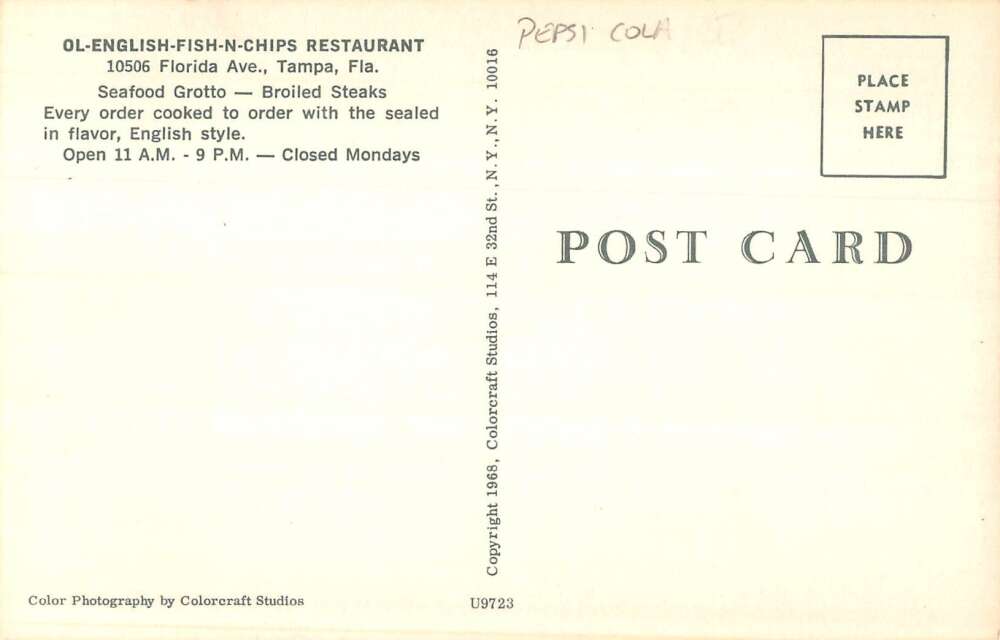 OL-ENGLISH-FISH-N-CHIPS RESTAURANT
10506 Florida Ave., Tampa, Fla.
Seafood Grotto — Broiled Steaks
Every order cooked to order with the sealed
in flavor, English style.
Open 11 A.M. - 9 P.M. — Closed Mondays
Color Photography by Colorcraft Studios
Copyright 1968, Colorcraft Studios, 114 E 32nd St., N.Y., N.Y. 10016
U9723
PEPSI COLA
PLACE
STAMP
HERE
POST CARD